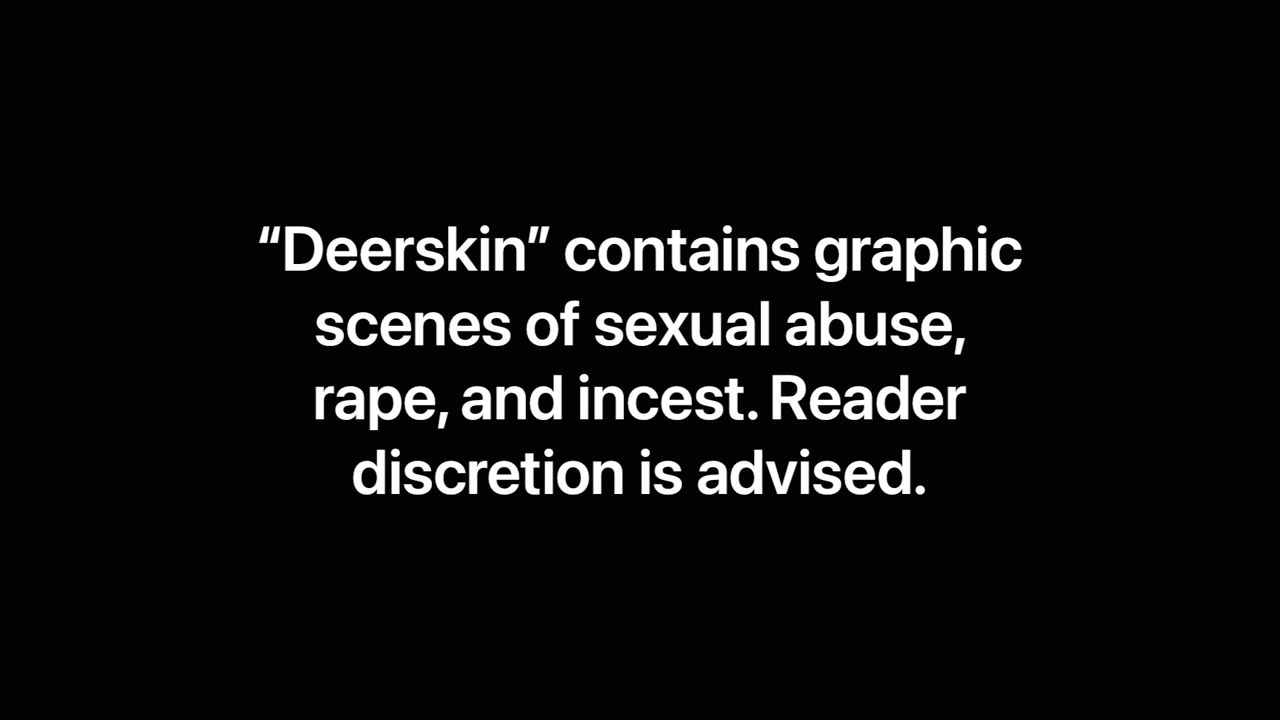 “Deerskin” contains graphic
scenes of sexual abuse,
rape, and incest. Reader
discretion is advised.